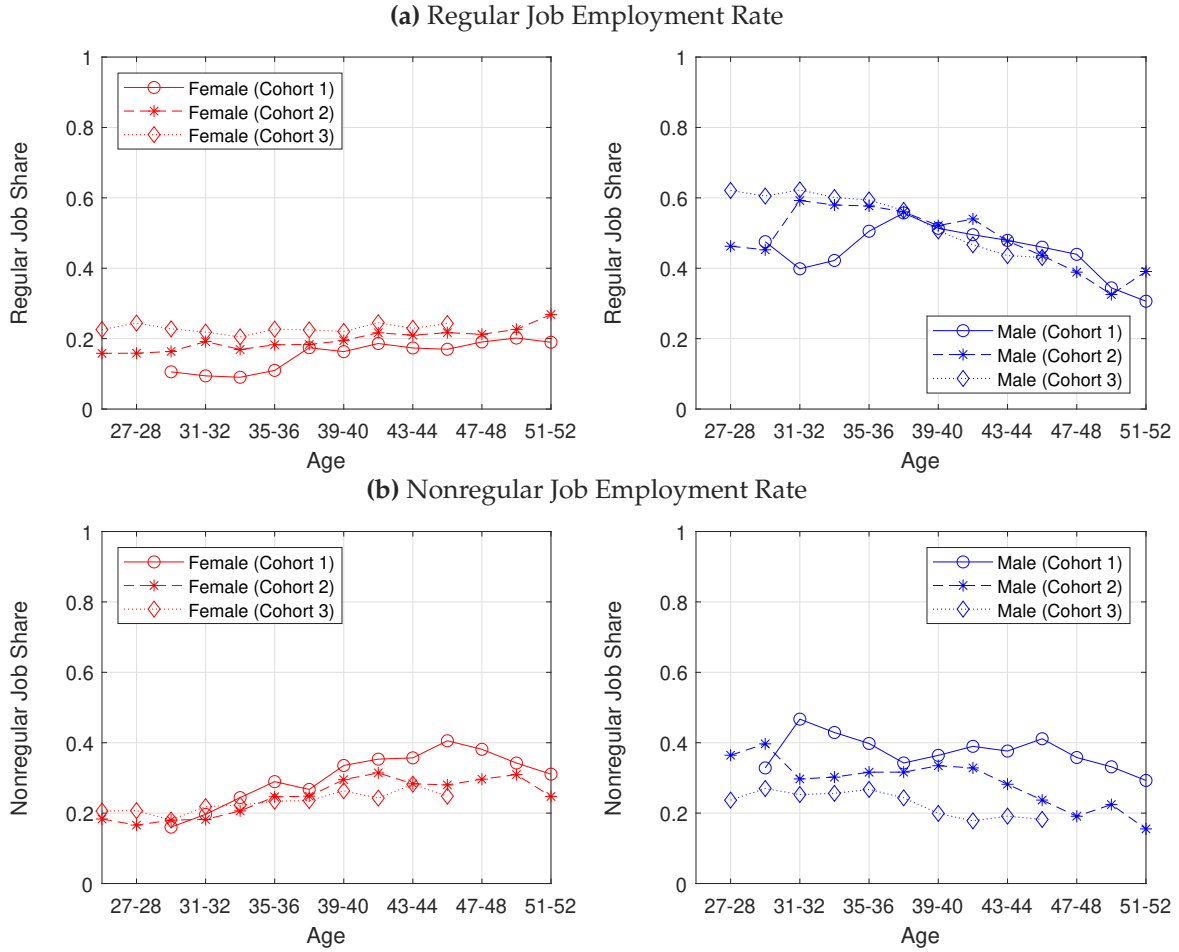 (a) Regular Job Employment Rate
1
0.8
0.6
0.4
0.2
0
Regular Job Share
Female (Cohort 1)
Female (Cohort 2)
Female (Cohort 3)
27-28 31-32 35-36 39-40 43-44 47-48 51-52
Age
1
0.8
0.6
0.4
0.2
0
Regular Job Share
Male (Cohort 1)
Male (Cohort 2)
Male (Cohort 3)
27-28 31-32 35-36 39-40 43-44 47-48 51-52
Age
(b) Nonregular Job Employment Rate
1
0.8
0.6
0.4
0.2
0
Nonregular Job Share
Female (Cohort 1)
Female (Cohort 2)
Female (Cohort 3)
27-28 31-32 35-36 39-40 43-44 47-48 51-52
Age
1
0.8
0.6
0.4
0.2
0
Nonregular Job Share
Male (Cohort 1)
Male (Cohort 2)
Male (Cohort 3)
27-28 31-32 35-36 39-40 43-44 47-48 51-52
Age